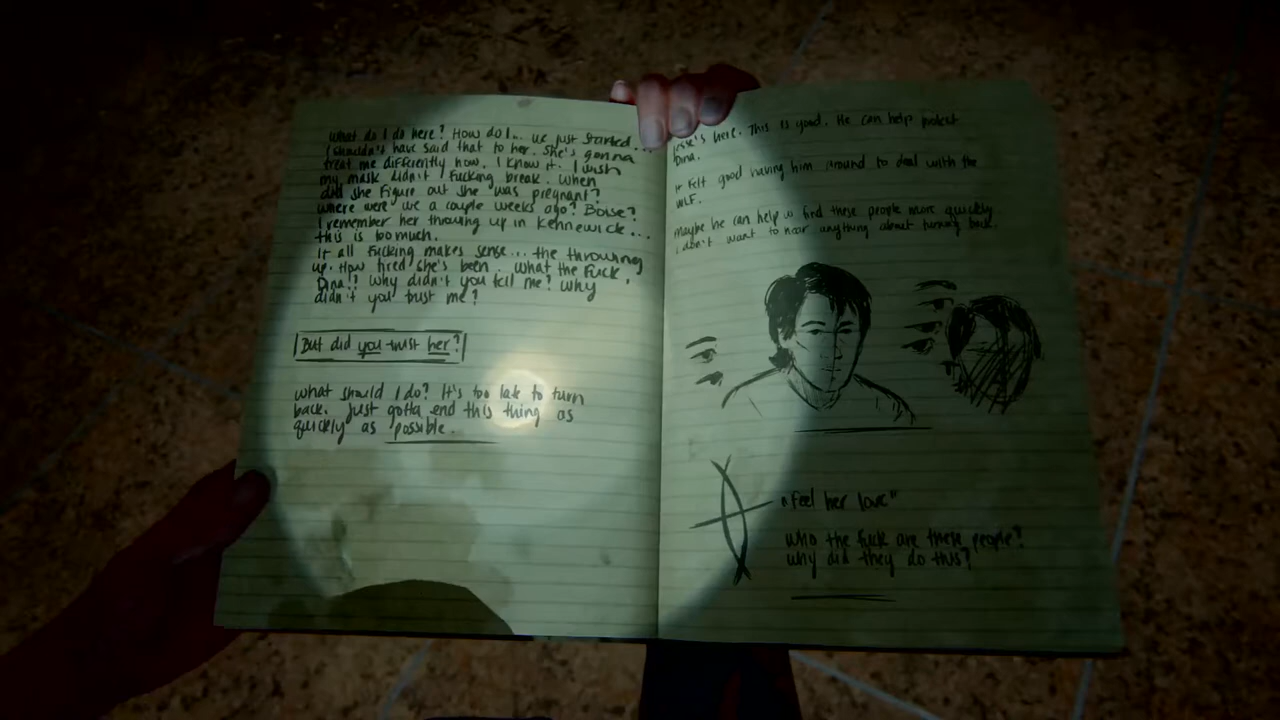 What do I do here? How do I... we just started...
I shouldn't have said that to her. She's gonna
treat me differently now. I know it. I wish
my mask didn't fucking break. When
did she figure out she was pregnant?
where were we a couple weeks ago? Boise?
I remember her throwing up in Kennewick...
this is too much.
It all fucking makes sense... the throwing
up. How tired she's been. What the fuck,
Dina!? Why didn't you tell me? Why
didn't you trust me?
But did you trust her?
what should I do? It's too late to turn
back. Just gotta end this thing as
quickly as possible.
Jesse's here. This is good. He can help protect
Dina.
It felt good having him around to deal with the
WLF.
maybe he can help us find these people more quickly.
I don't want to hear anything about turning back.
"Feel her love"
Who the fuck are these people?
why did they do this?